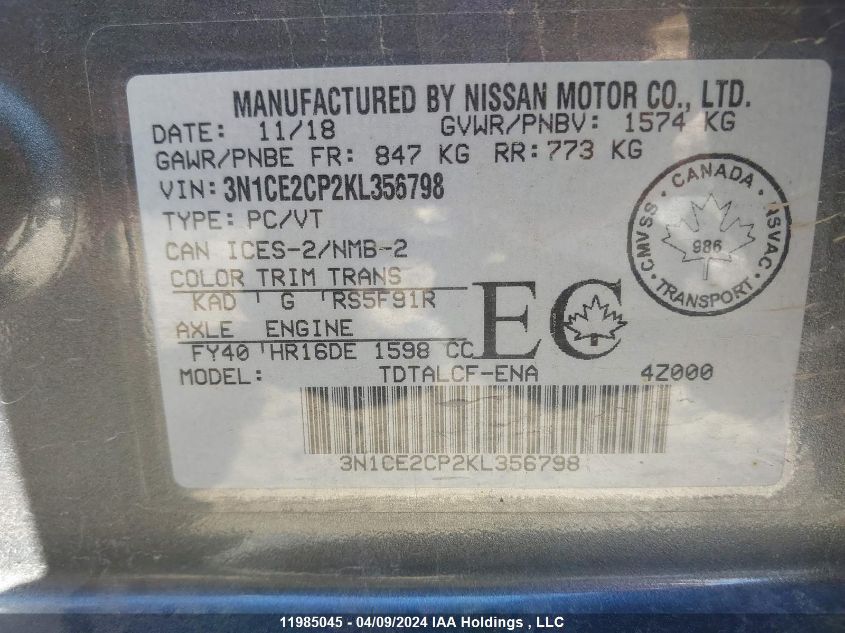 MANUFACTURED BY NISSAN MOTOR CO., LTD.
DATE: 11/18 GVWR/PNBV: 1574 KG
GAWR/PNBE FR: 847 KG RR:773 KG
VIN:3N1CE2CP2KL356798
TYPE: PC/VT
CAN ICES-2/NMB-2
COLOR TRIM TRANS
KAD G RS5F91R
AXLE ENGINE
FY40 HR16DE 1598 CC
EC
CANADA
CMVSS 986 NSVAC
TRANSPORT
MODEL: TDTALCF-ENA 4Z000
3N1CE2CP2KL356798
11985045 - 04/09/2024 IAA Holdings , LLC